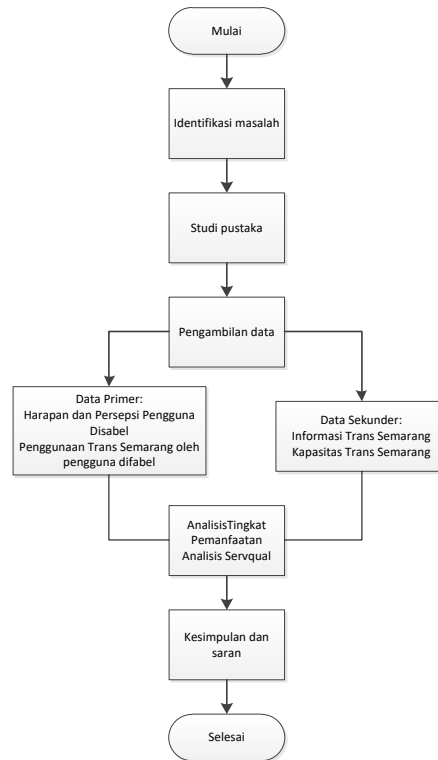 Mulai
Identifikasi masalah
Studi pustaka
Pengambilan data
Data Primer:
Harapan dan Persepsi Pengguna
Disabel
Penggunaan Trans Semarang oleh
pengguna difabel
Data Sekunder:
Informasi Trans Semarang
Kapasitas Trans Semarang
AnalisisTingkat
Pemanfaatan
Analisis Servqual
Kesimpulan dan
saran
Selesai